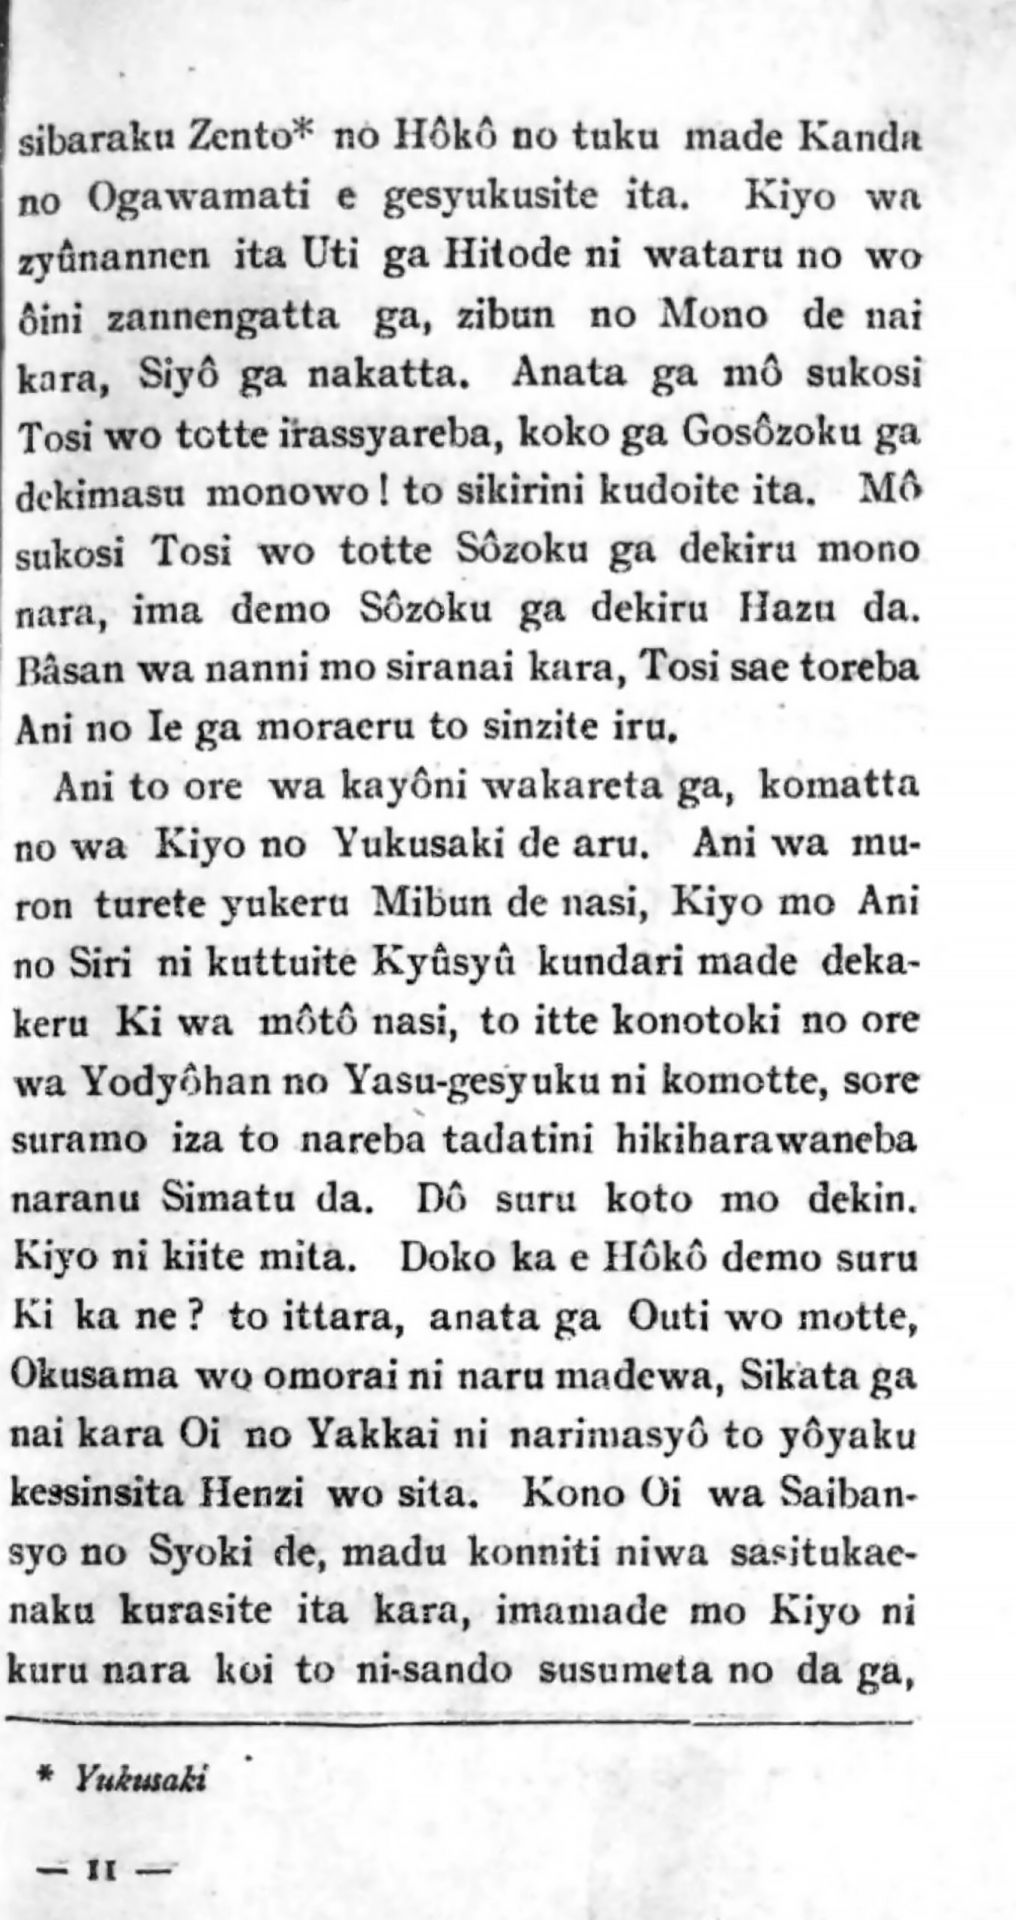 sibaraku Zento* no Hôkô no tuku made Kanda
no Ogawamati e gesyukusite ita. Kiyo wa
zyûnannen ita Uti ga Hitode ni wataru no wo
ôini zannengatta ga, zibun no Mono de nai
kara, Siyô ga nakatta. Anata ga mô sukosi
Tosi wo totte irassyareba, koko ga Gosôzoku ga
dekimasu monowo! to sikirini kudoite ita. Mô
sukosi Tosi wo totte Sôzoku ga dekiru mono
nara, ima demo Sôzoku ga dekiru Hazu da.
Bâsan wa nanni mo siranai kara, Tosi sae toreba
Ani no Ie ga moraeru to sinzite iru.
Ani to ore wa kayôni wakareta ga, komatta
no wa Kiyo no Yukusaki de aru. Ani wa mu-
ron turete yukeru Mibun de nasi, Kiyo mo Ani
no Siri ni kuttuite Kyûsyû kundari made deka-
keru Ki wa môtô nasi, to itte konotoki no ore
wa Yodyôhan no Yasu-gesyuku ni komotte, sore
suramo iza to nareba tadatini hikiharawaneba
naranu Simatu da. Dô suru koto mo dekin.
Kiyo ni kiite mita. Doko ka e Hôkô demo suru
Ki ka ne? to ittara, anata ga Outi wo motte,
Okusama wo omorai ni naru madewa, Sikata ga
nai kara Oi no Yakkai ni narimasyô to yôyaku
kessinsita Henzi wo sita. Kono Oi wa Saiban-
syo no Syoki de, madu konniti niwa sasitukae-
naku kurasite ita kara, imamade mo Kiyo ni
kuru nara koi to ni-sando susumeta no da ga,
* Yukusaki
— 11 —